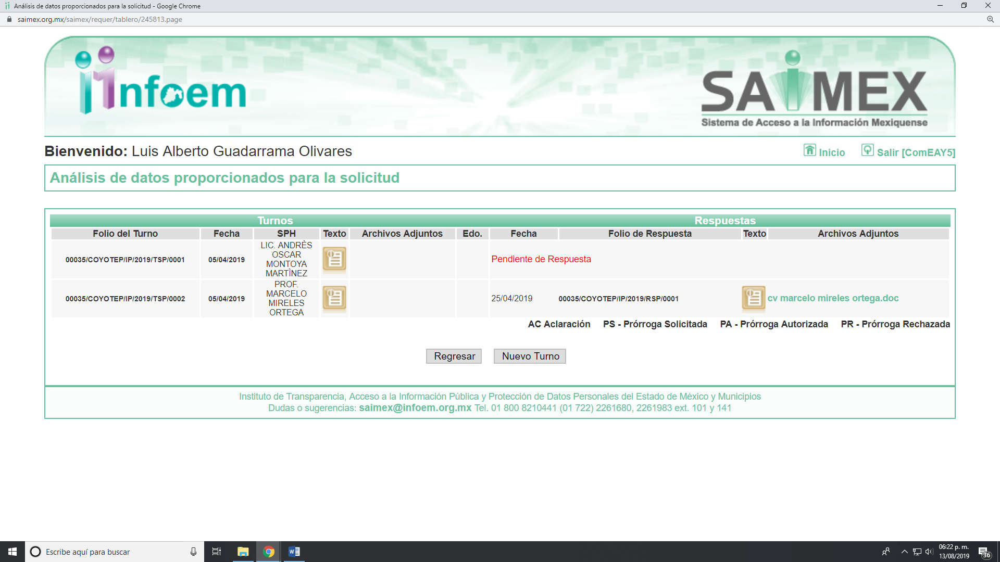 Análisis de datos proporcionados para la solicitud - Google Chrome
saimex.org.mx/saimex/requer/tablero/245813.page
infoem
SAIMEX
Sistema de Acceso a la Información Mexiquense
Bienvenido: Luis Alberto Guadarrama Olivares
Inicio Salir [ComEAY5]
Análisis de datos proporcionados para la solicitud
Turnos Respuestas
Folio del Turno Fecha SPH Texto Archivos Adjuntos Edo. Fecha Folio de Respuesta Texto Archivos Adjuntos
00035/COYOTEP/IP/2019/TSP/0001 05/04/2019 LIC. ANDRÈS
OSCAR
MONTOYA
MARTÌNEZ
Pendiente de Respuesta
00035/COYOTEP/IP/2019/TSP/0002 05/04/2019 PROF.
MARCELO
MIRELES
ORTEGA
25/04/2019 00035/COYOTEP/IP/2019/RSP/0001 cv marcelo mireles ortega.doc
AC Aclaración PS - Prórroga Solicitada PA - Prórroga Autorizada PR - Prórroga Rechazada
Regresar Nuevo Turno
Instituto de Transparencia, Acceso a la Información Pública y Protección de Datos Personales del Estado de México y Municipios
Dudas o sugerencias: saimex@infoem.org.mx Tel. 01 800 8210441 (01 722) 2261680, 2261983 ext. 101 y 141
Escribe aquí para buscar
06:22 p. m.
13/08/2019
36